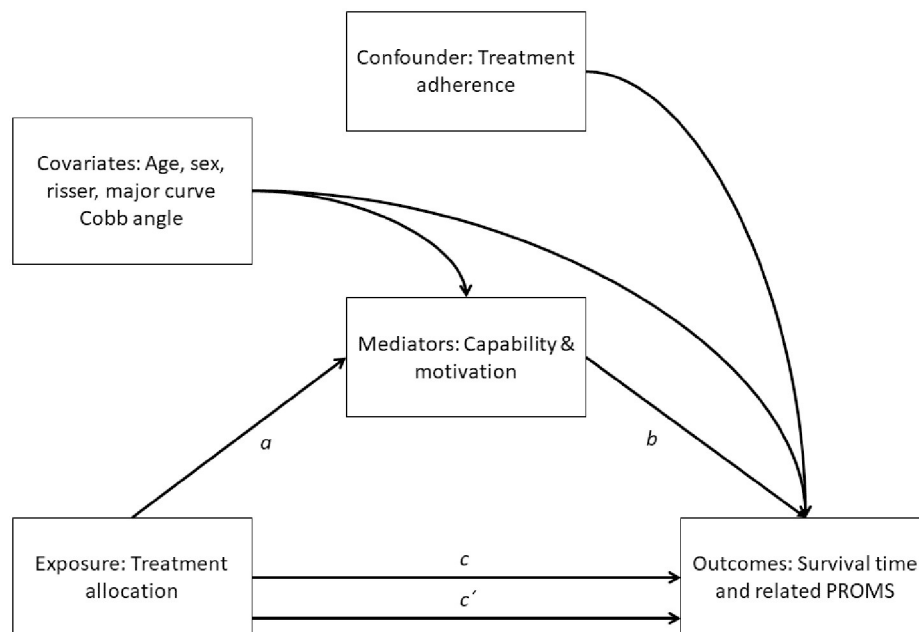 Confounder: Treatment
adherence
Covariates: Age, sex,
risser, major curve
Cobb angle
Mediators: Capability &
motivation
a
b
Exposure: Treatment
allocation
c
c´
Outcomes: Survival time
and related PROMS